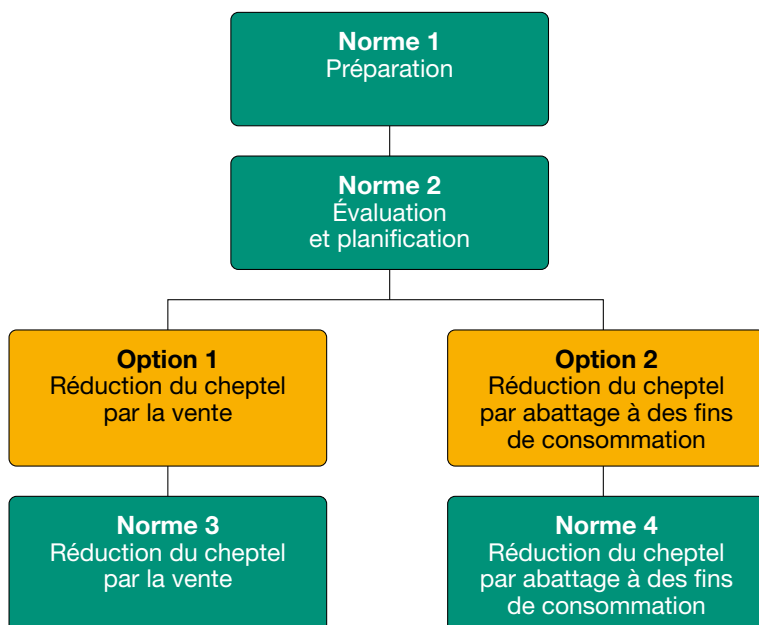 Norme 1
Préparation
Norme 2
Évaluation
et planification
Option 1
Réduction du cheptel
par la vente
Option 2
Réduction du cheptel
par abattage à des fins
de consommation
Norme 3
Réduction du cheptel
par la vente
Norme 4
Réduction du cheptel
par abattage à des fins
de consommation